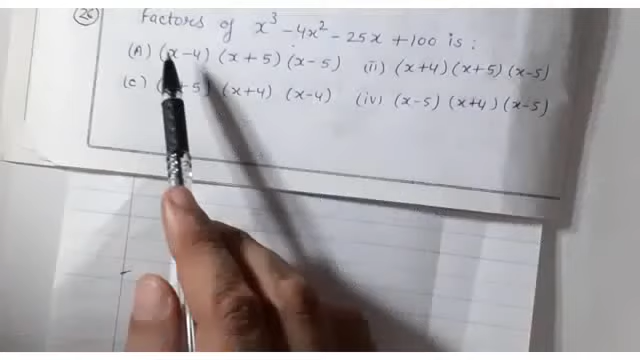 (26) Factors of x³ - 4x² - 25x + 100 is :
(A) (x-4) (x+5) (x-5) (ii) (x+4) (x+5) (x-5)
(C) +5) (x+4) (x-4) (iv) (x-5) (x+4) (x-5)